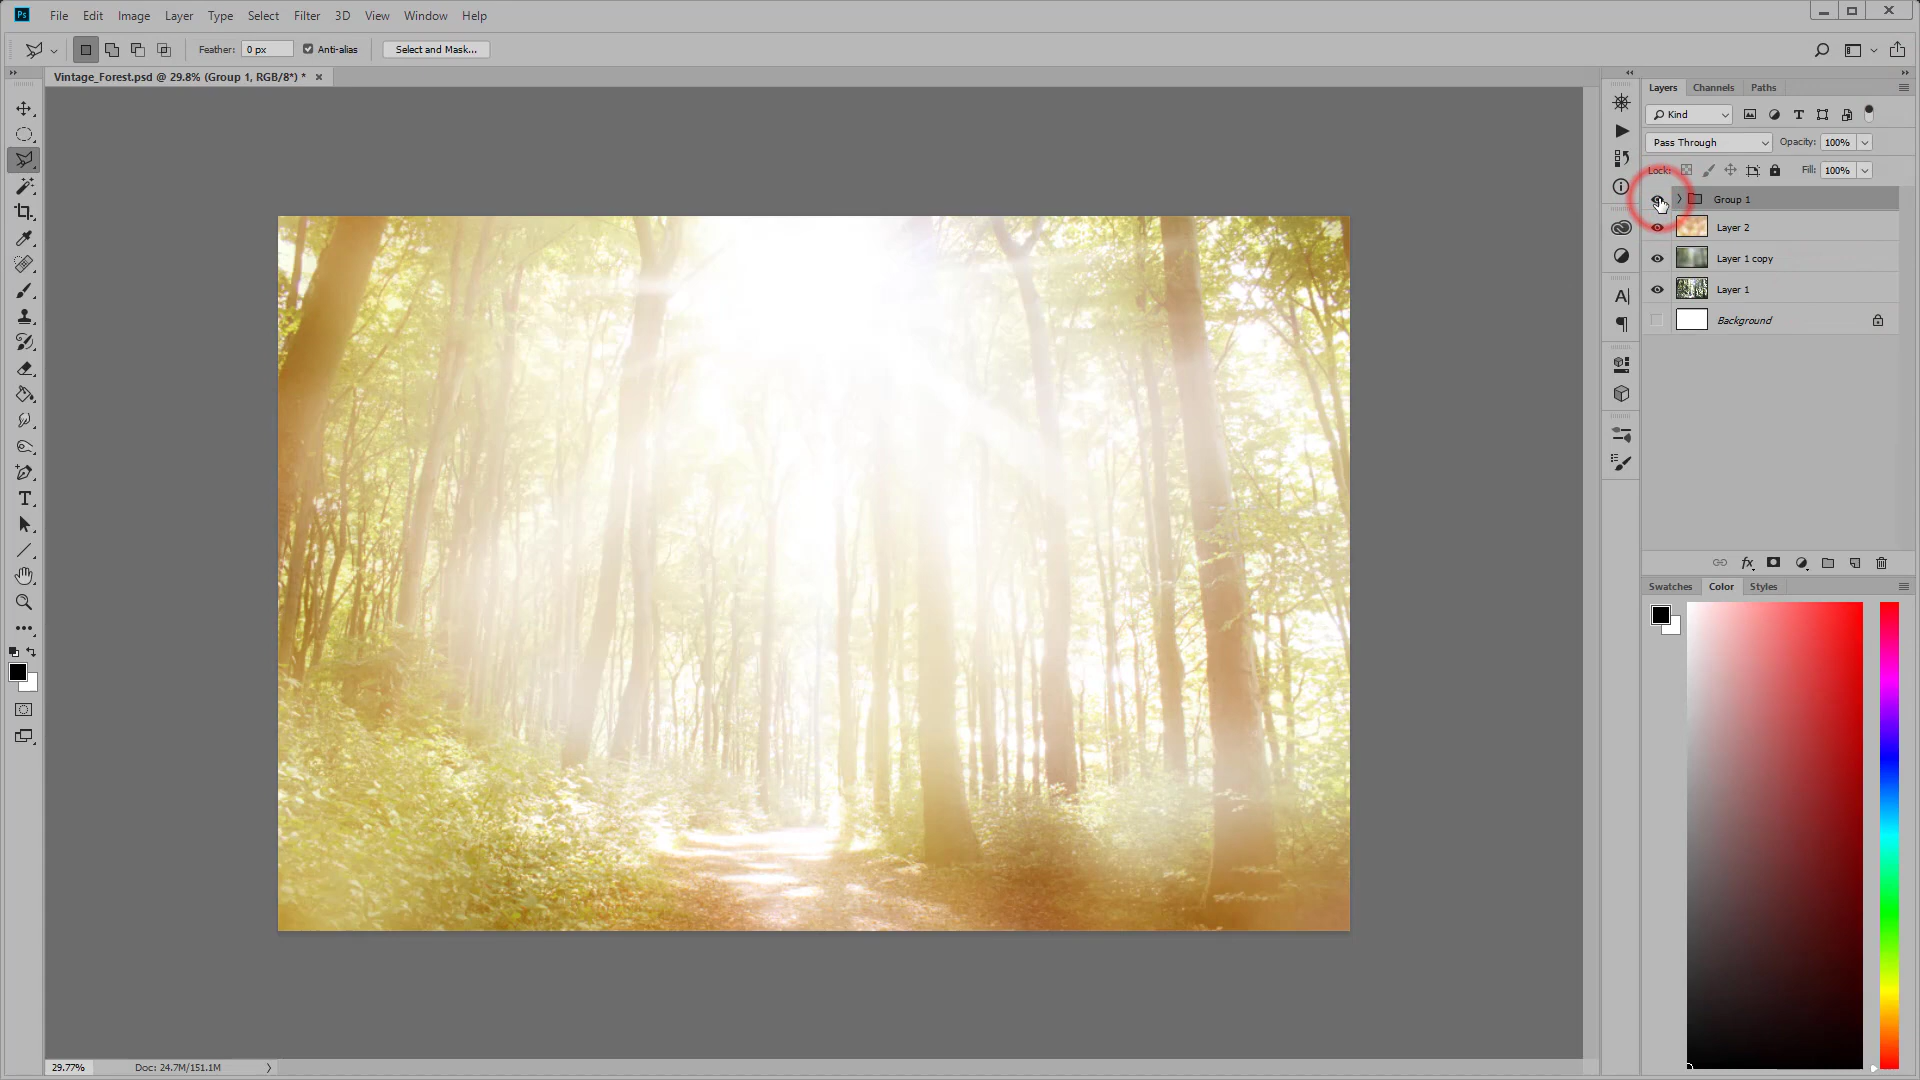 Ps File Edit Image Layer Type Select Filter 3D View Window Help
Feather: 0 px Anti-alias Select and Mask...
Vintage_Forest.psd @ 29.8% (Group 1, RGB/8*) * ×
Layers Channels Paths
Kind
Pass Through Opacity: 100%
Lock: Fill: 100%
Group 1
Layer 2
Layer 1 copy
Layer 1
Background
fx
Swatches Color Styles
29.77% Doc: 24.7M/151.1M